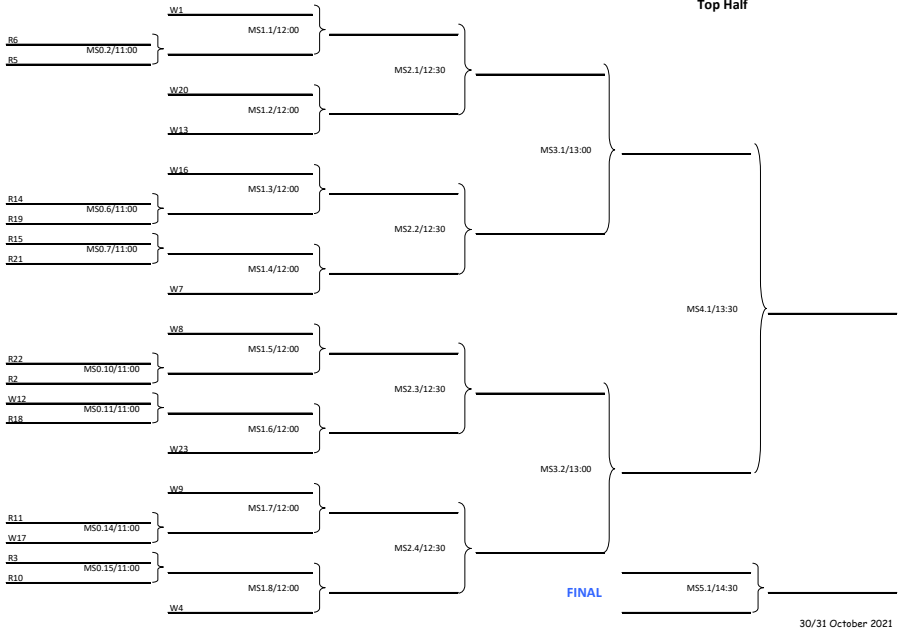 Top Half
W1
MS1.1/12:00
R6
MS0.2/11:00
R5
MS2.1/12:30
W20
MS1.2/12:00
W13
MS3.1/13:00
W16
MS1.3/12:00
R14
MS0.6/11:00
R19
MS2.2/12:30
R15
MS0.7/11:00
R21
MS1.4/12:00
W7
MS4.1/13:30
W8
MS1.5/12:00
R22
MS0.10/11:00
R2
MS2.3/12:30
W12
MS0.11/11:00
R18
MS1.6/12:00
W23
MS3.2/13:00
W9
MS1.7/12:00
R11
MS0.14/11:00
W17
MS2.4/12:30
R3
MS0.15/11:00
R10
MS1.8/12:00
W4
FINAL
MS5.1/14:30
30/31 October 2021